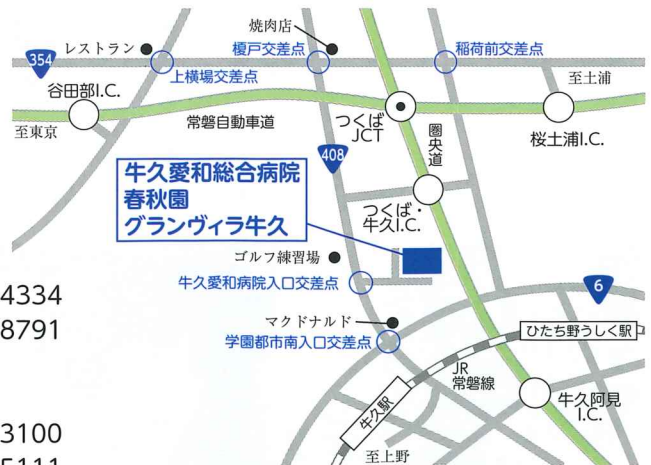 焼肉店
レストラン
榎戸交差点
稲荷前交差点
354
上横場交差点
至土浦
谷田部I.C.
至東京
常磐自動車道
つくば
JCT
圏央道
桜土浦I.C.
408
牛久愛和総合病院
春秋園
グランヴィラ牛久
つくば・
牛久I.C.
ゴルフ練習場
牛久愛和病院入口交差点
6
4334
8791
マクドナルド
学園都市南入口交差点
ひたち野うしく駅
JR
常磐線
牛久駅
牛久阿見
I.C.
3100
5111
至上野